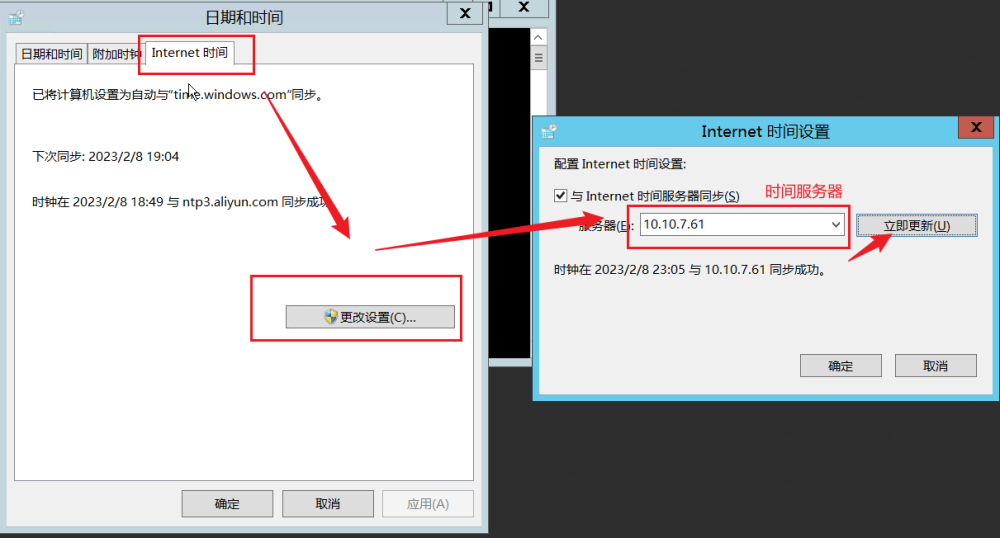 日期和时间
日期和时间
附加时钟
Internet 时间
已将计算机设置为自动与"time.windows.com"同步。
下次同步: 2023/2/8 19:04
时钟在 2023/2/8 18:49 与 ntp3.aliyun.com 同步成功
更改设置(C)...
确定
取消
应用(A)
Internet 时间设置
配置 Internet 时间设置:
与 Internet 时间服务器同步(S)
时间服务器
服务器(E):
10.10.7.61
立即更新(U)
时钟在 2023/2/8 23:05 与 10.10.7.61 同步成功。
确定
取消